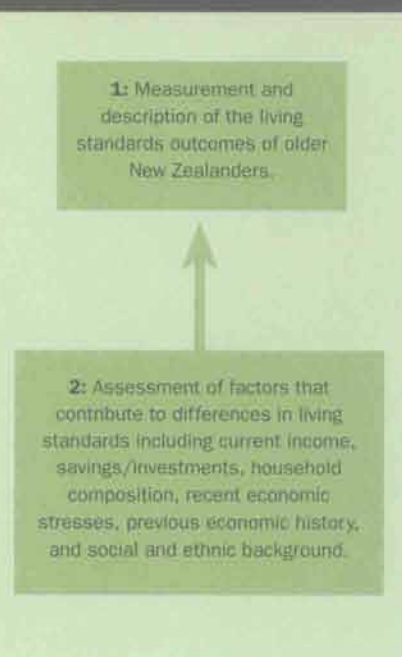 1: Measurement and
description of the living
standards outcomes of older
New Zealanders.
2: Assessment of factors that
contribute to differences in living
standards including current income,
savings/investments, household
composition, recent economic
stresses, previous economic history,
and social and ethnic background.